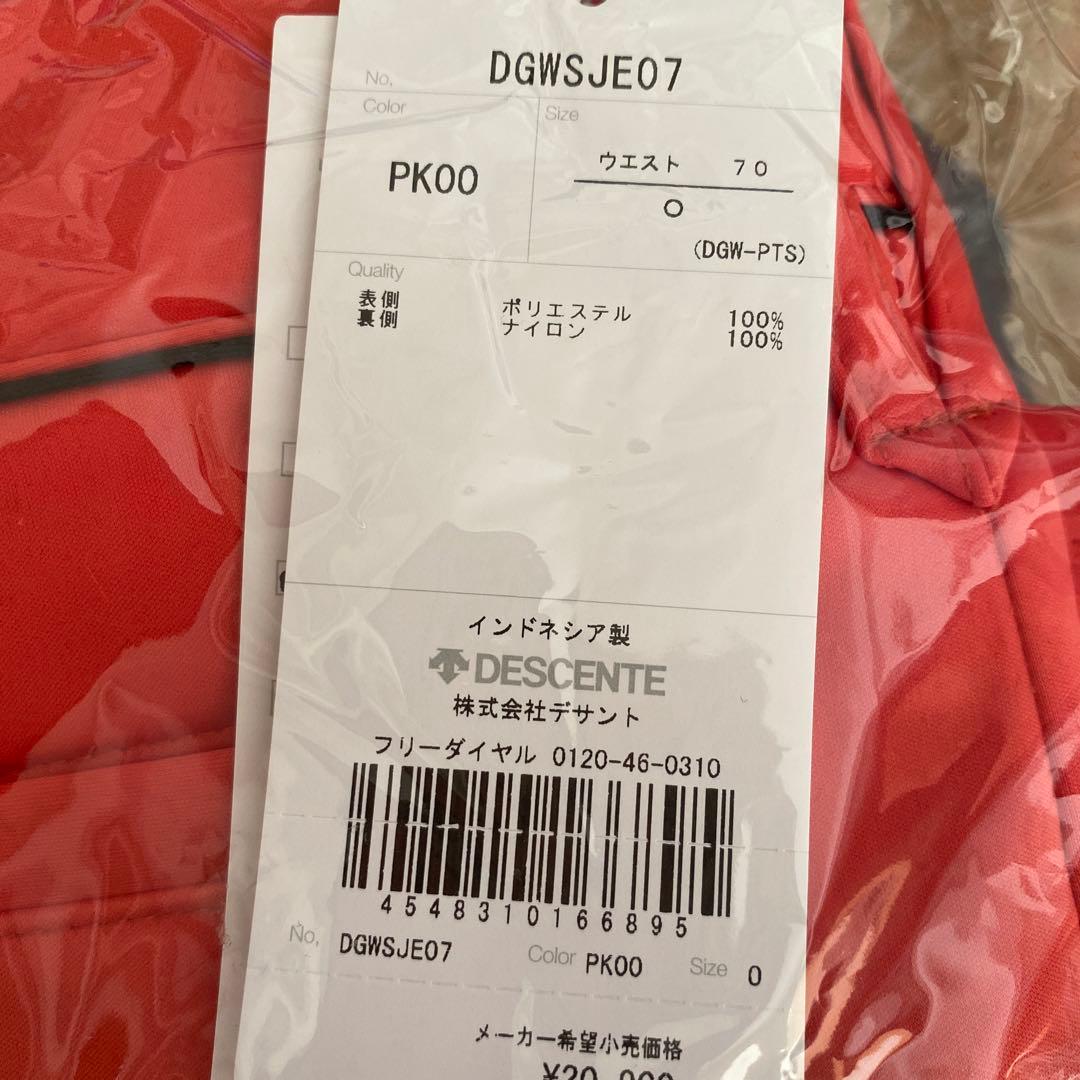 No. DGWSJE07
Color
PK00
Size
ウエスト 70
O
(DGW-PTS)
Quality
表側 ポリエステル 100%
裏側 ナイロン 100%
インドネシア製
DESCENTE
株式会社デサント
フリーダイヤル 0120-46-0310
4548310166895
No. DGWSJE07 Color PK00 Size O
メーカー希望小売価格
¥20,000